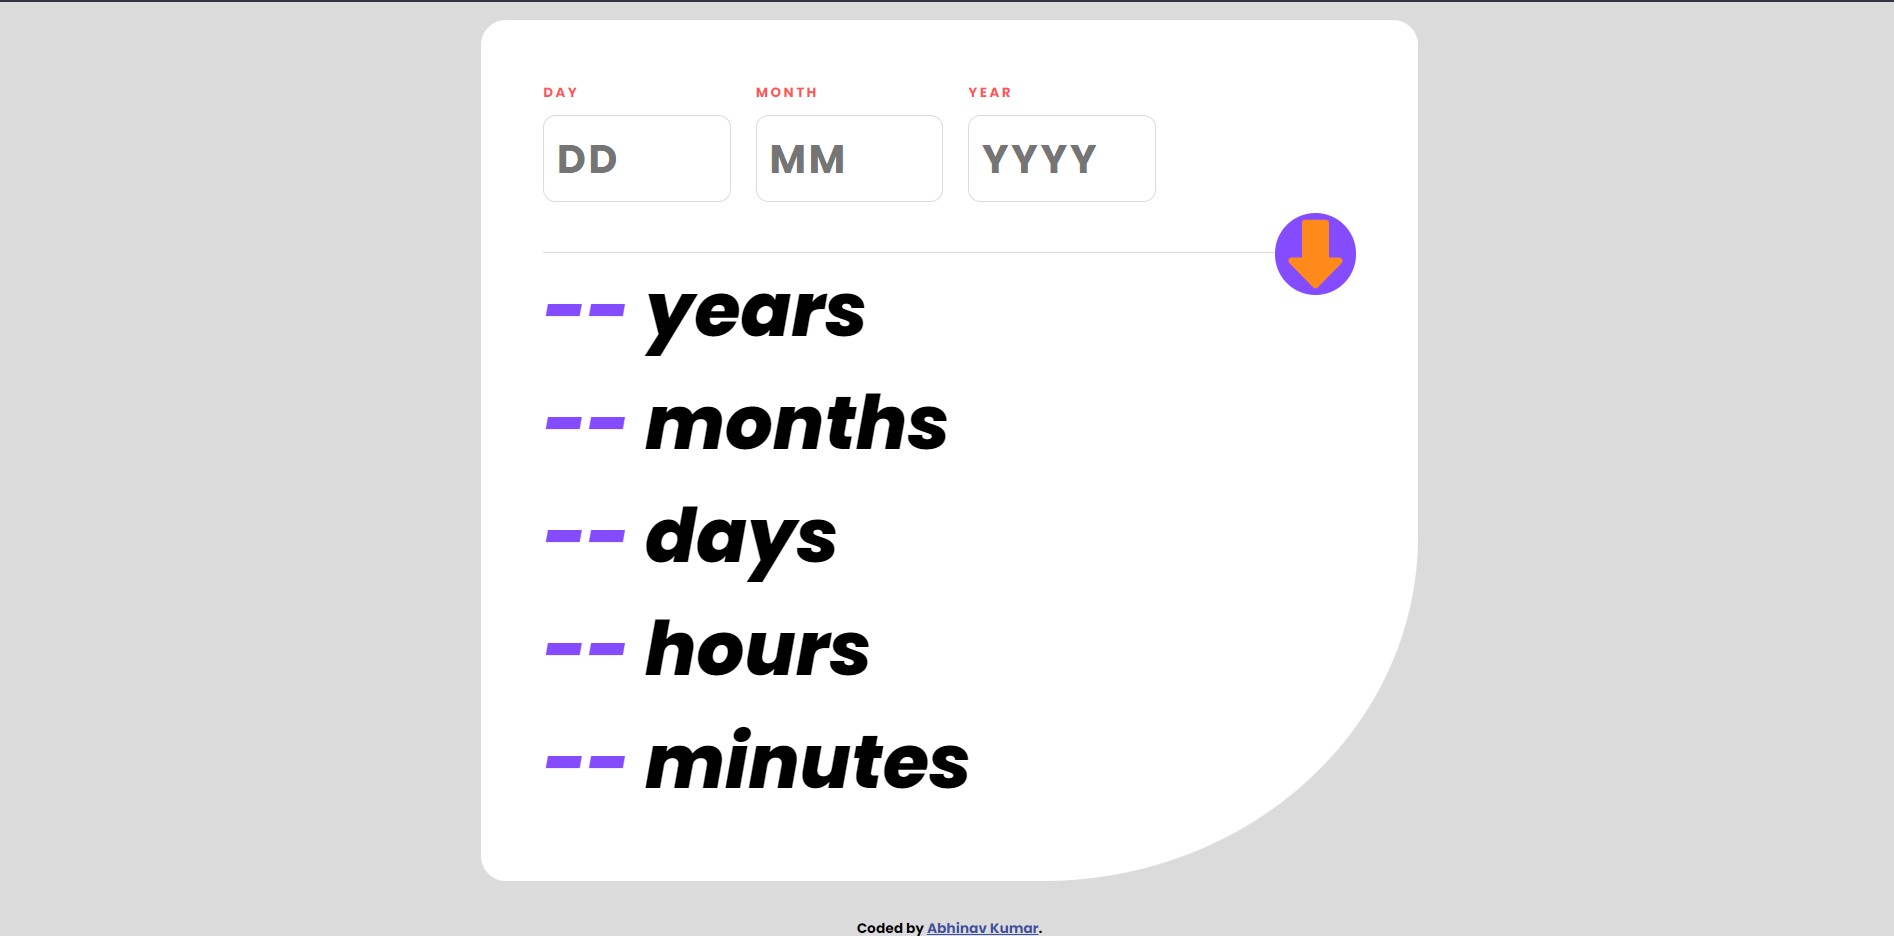 DAY MONTH YEAR
DD MM YYYY
-- years
-- months
-- days
-- hours
-- minutes
Coded by Abhinav Kumar.